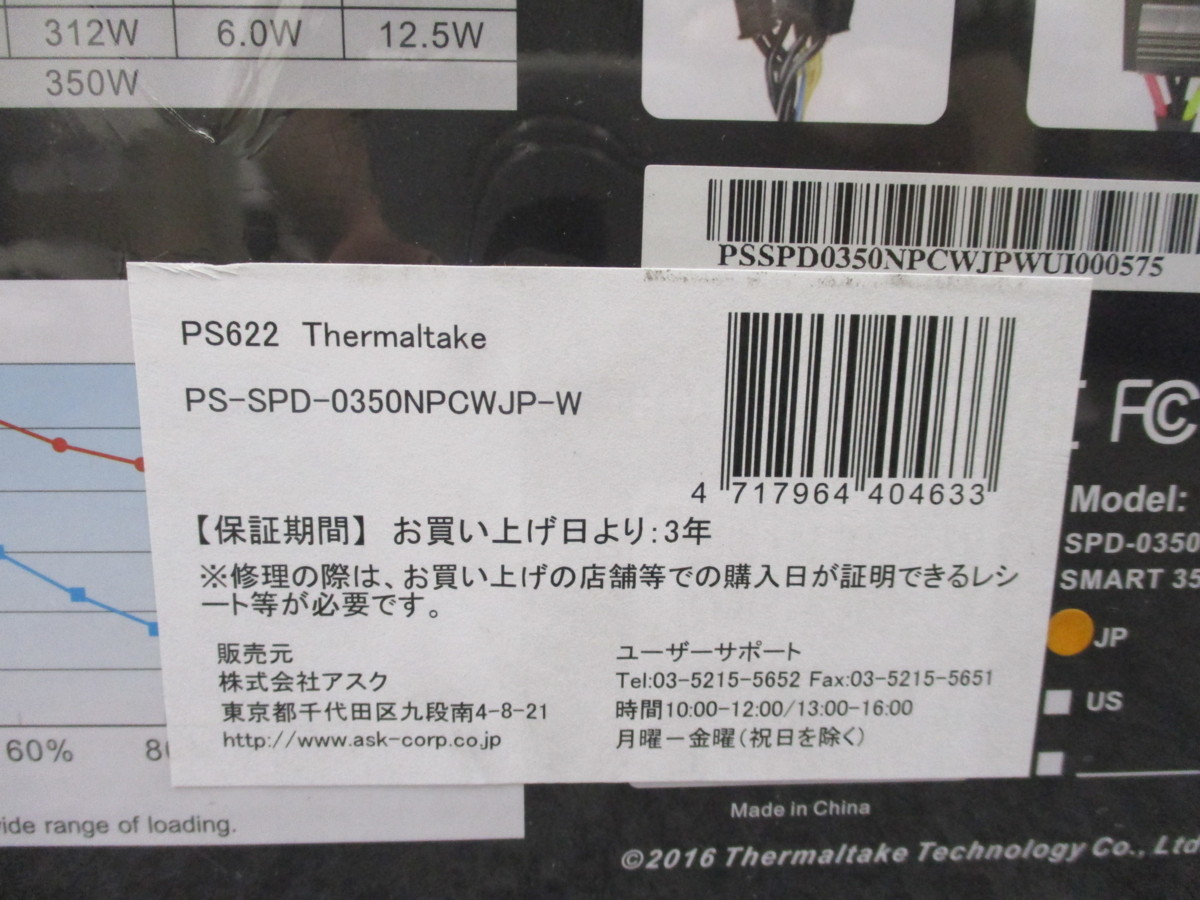 312W 6.0W 12.5W
350W
PSSPD0350NPCWJPWUI000575
PS622 Thermaltake
PS-SPD-0350NPCWJP-W
4 717964 404633
【保証期間】 お買い上げ日より:3年
※修理の際は、お買い上げの店舗等での購入日が証明できるレシ
ート等が必要です。
販売元
株式会社アスク
東京都千代田区九段南4-8-21
http://www.ask-corp.co.jp
ユーザーサポート
Tel:03-5215-5652 Fax:03-5215-5651
時間10:00-12:00/13:00-16:00
月曜ー金曜(祝日を除く)
FC
Model:
SPD-0350
SMART 35
JP
US
60% 80
ide range of loading.
Made in China
©2016 Thermaltake Technology Co., Ltd